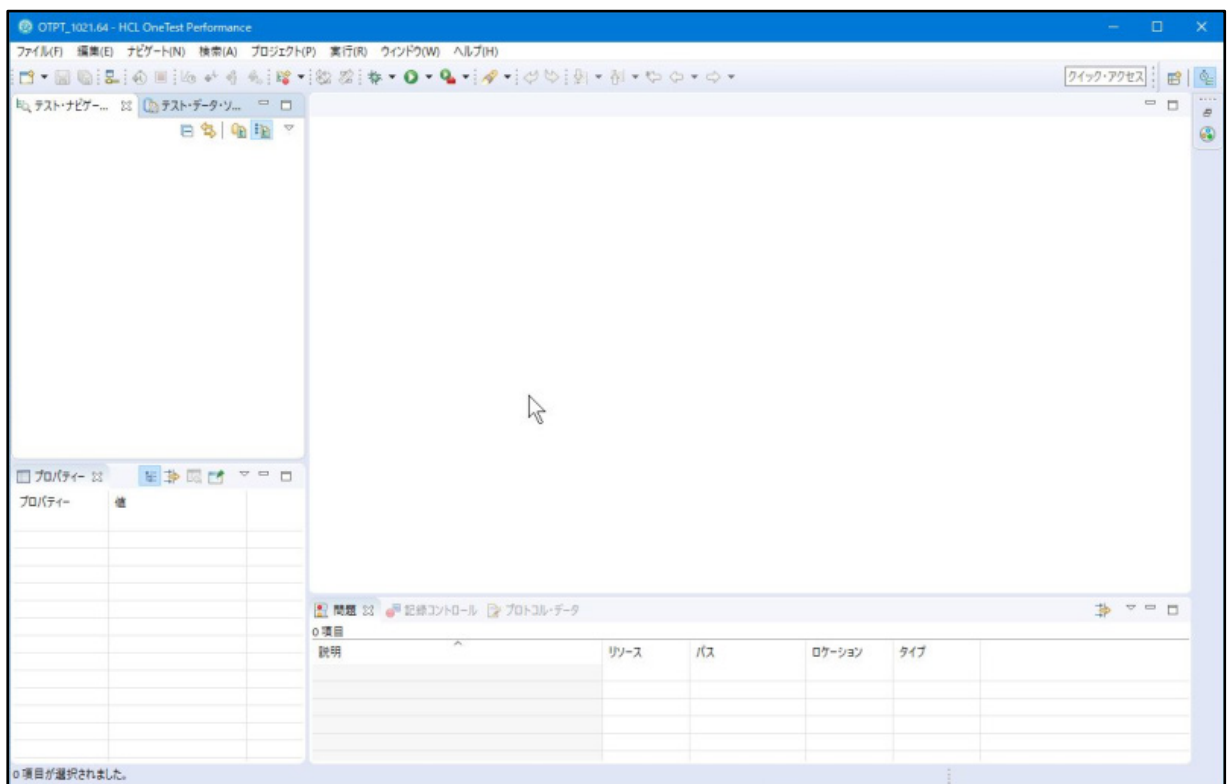 OTPT_1021.64 - HCL OneTest Performance
ファイル(F) 編集(E) ナビゲート(N) 検索(A) プロジェクト(P) 実行(R) ウィンドウ(W) ヘルプ(H)
クイック・アクセス
テスト・ナビゲー... テスト・データ・ソ...
プロパティー
プロパティー 値
問題 記録コントロール プロトコル・データ
0 項目
説明 リソース パス ロケーション タイプ
0 項目が選択されました。